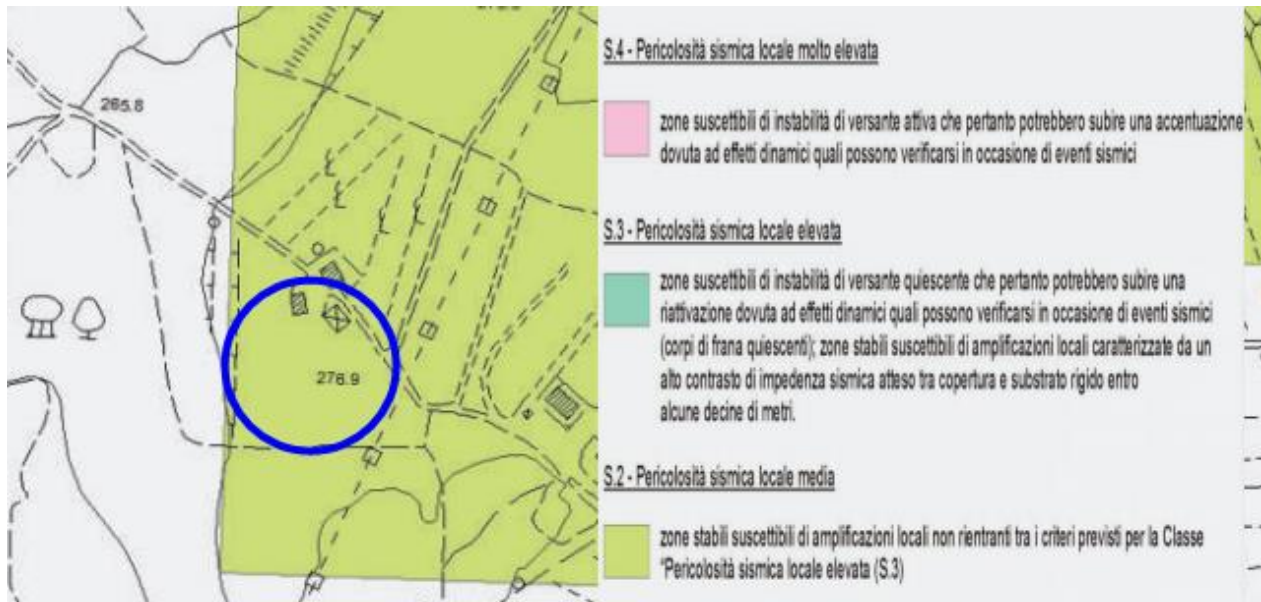 265.8
276.9
S.4 - Pericolosità sismica locale molto elevata
zone suscettibili di instabilità di versante attiva che pertanto potrebbero subire una accentuazione
dovuta ad effetti dinamici quali possono verificarsi in occasione di eventi sismici
S.3 - Pericolosità sismica locale elevata
zone suscettibili di instabilità di versante quiescente che pertanto potrebbero subire una
riattivazione dovuta ad effetti dinamici quali possono verificarsi in occasione di eventi sismici
(corpi di frana quiescenti); zone stabili suscettibili di amplificazioni locali caratterizzate da un
alto contrasto di impedenza sismica atteso tra copertura e substrato rigido entro
alcune decine di metri.
S.2 - Pericolosità sismica locale media
zone stabili suscettibili di amplificazioni locali non rientranti tra i criteri previsti per la Classe
"Pericolosità sismica locale elevata (S.3)